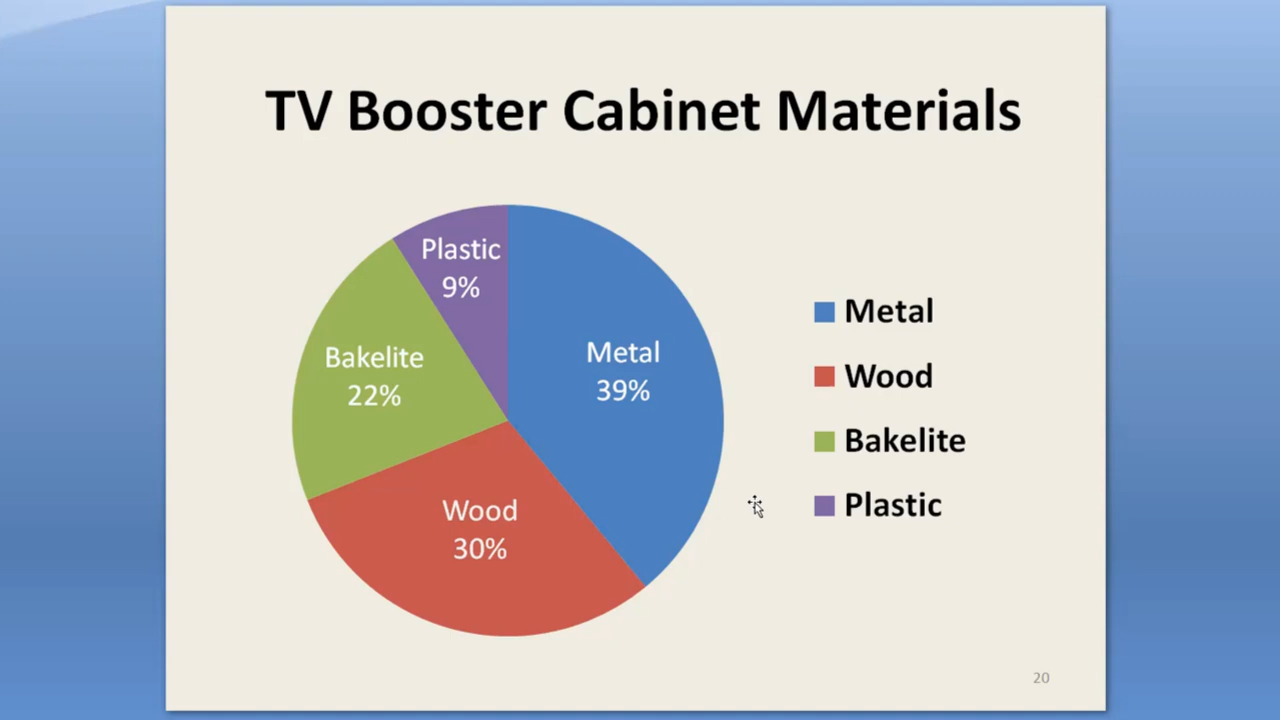 TV Booster Cabinet Materials
Plastic
9%
Metal
39%
Bakelite
22%
Wood
30%
Metal
Wood
Bakelite
Plastic
20